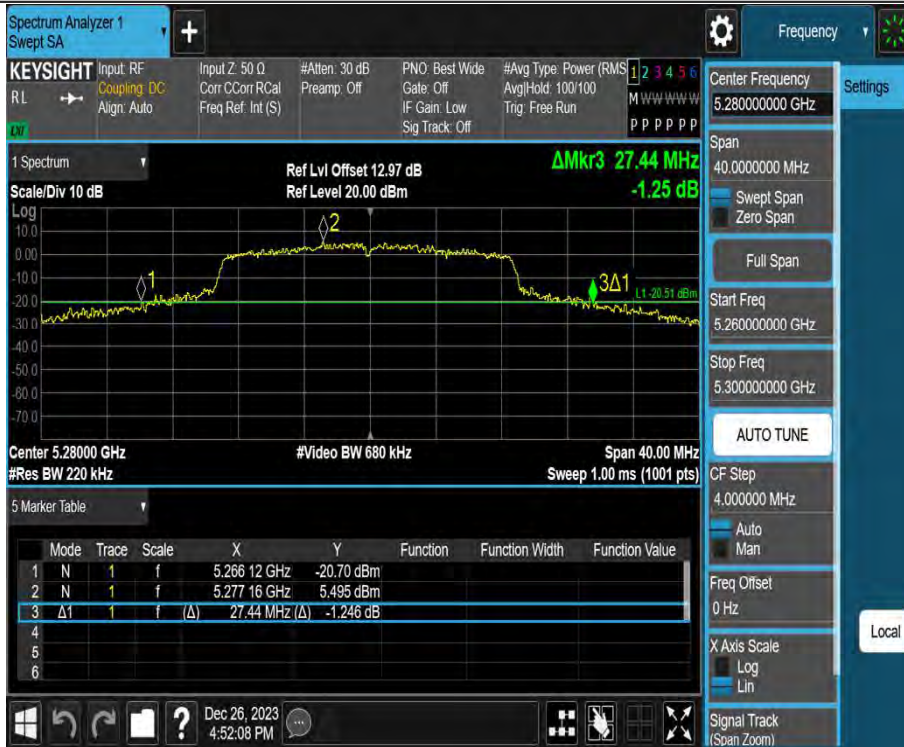 Spectrum Analyzer 1
Swept SA
Frequency
KEYSIGHT
RL
LXI
Input: RF
Coupling: DC
Align: Auto
Input Z: 50 Ω
Corr CCorr RCal
Freq Ref: Int (S)
#Atten: 30 dB
Preamp: Off
PNO: Best Wide
Gate: Off
IF Gain: Low
Sig Track: Off
#Avg Type: Power (RMS
Avg|Hold: 100/100
Trig: Free Run
1 2 3 4 5 6
M W W W W W
P P P P P P
1 Spectrum
Scale/Div 10 dB
Ref Lvl Offset 12.97 dB
Ref Level 20.00 dBm
ΔMkr3 27.44 MHz
-1.25 dB
Log
10.0
0.00
-10.0
-20.0
-30.0
-40.0
-50.0
-60.0
-70.0
1
2
3Δ1
L1 -20.51 dBm
Center 5.28000 GHz
#Res BW 220 kHz
#Video BW 680 kHz
Span 40.00 MHz
Sweep 1.00 ms (1001 pts)
5 Marker Table
Mode Trace Scale X Y Function Function Width Function Value
1 N 1 f 5.266 12 GHz -20.70 dBm
2 N 1 f 5.277 16 GHz 5.495 dBm
3 Δ1 1 f (Δ) 27.44 MHz (Δ) -1.246 dB
4
5
6
?
Dec 26, 2023
4:52:08 PM
Center Frequency
5.280000000 GHz
Span
40.0000000 MHz
Swept Span
Zero Span
Full Span
Start Freq
5.260000000 GHz
Stop Freq
5.300000000 GHz
AUTO TUNE
CF Step
4.000000 MHz
Auto
Man
Freq Offset
0 Hz
X Axis Scale
Log
Lin
Signal Track
(Span Zoom)
Settings
Local